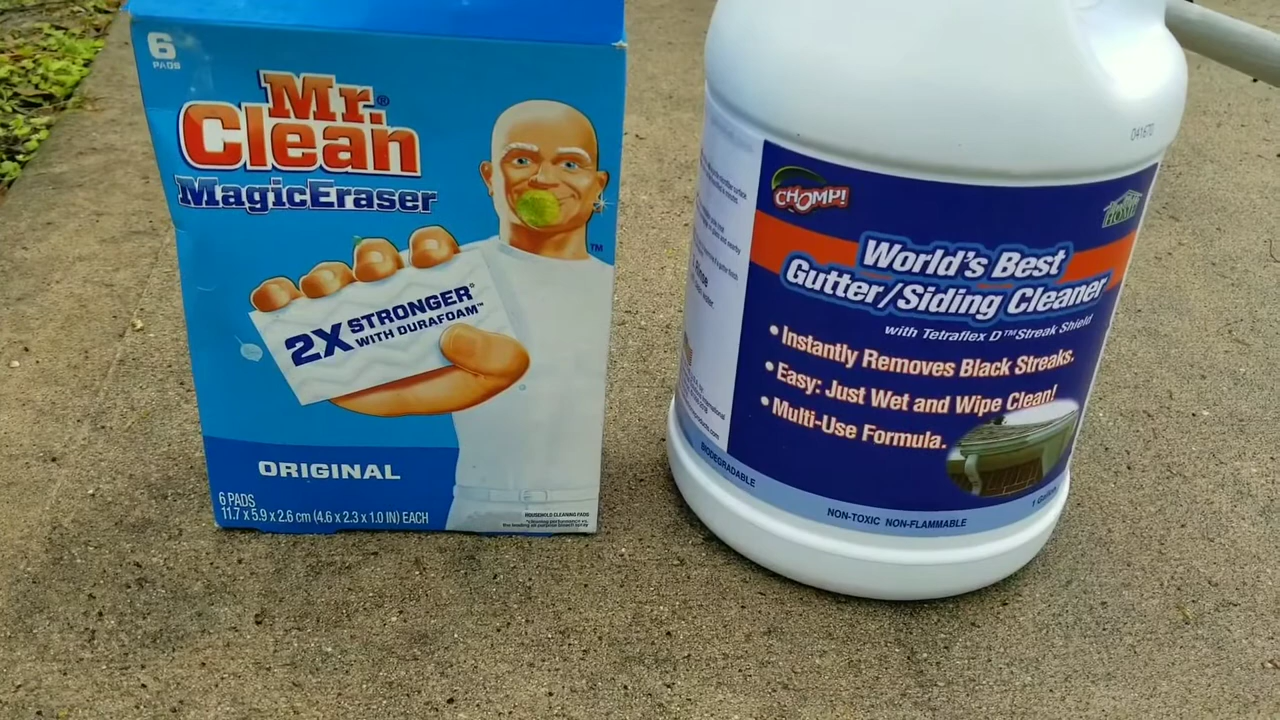 6
PADS
Mr.®
Clean
MagicEraser
TM
2X STRONGER
WITH DURAFOAM™
ORIGINAL
6 PADS
11.7 x 5.9 x 2.6 cm (4.6 x 2.3 x 1.0 IN) EACH
HOUSEHOLD CLEANING PADS
041670
CHOMP!
HOME
World's Best
Gutter/Siding Cleaner
with Tetraflex D™ Streak Shield
• Instantly Removes Black Streaks.
• Easy: Just Wet and Wipe Clean!
• Multi-Use Formula.
BIODEGRADABLE
NON-TOXIC NON-FLAMMABLE
1 Gallon